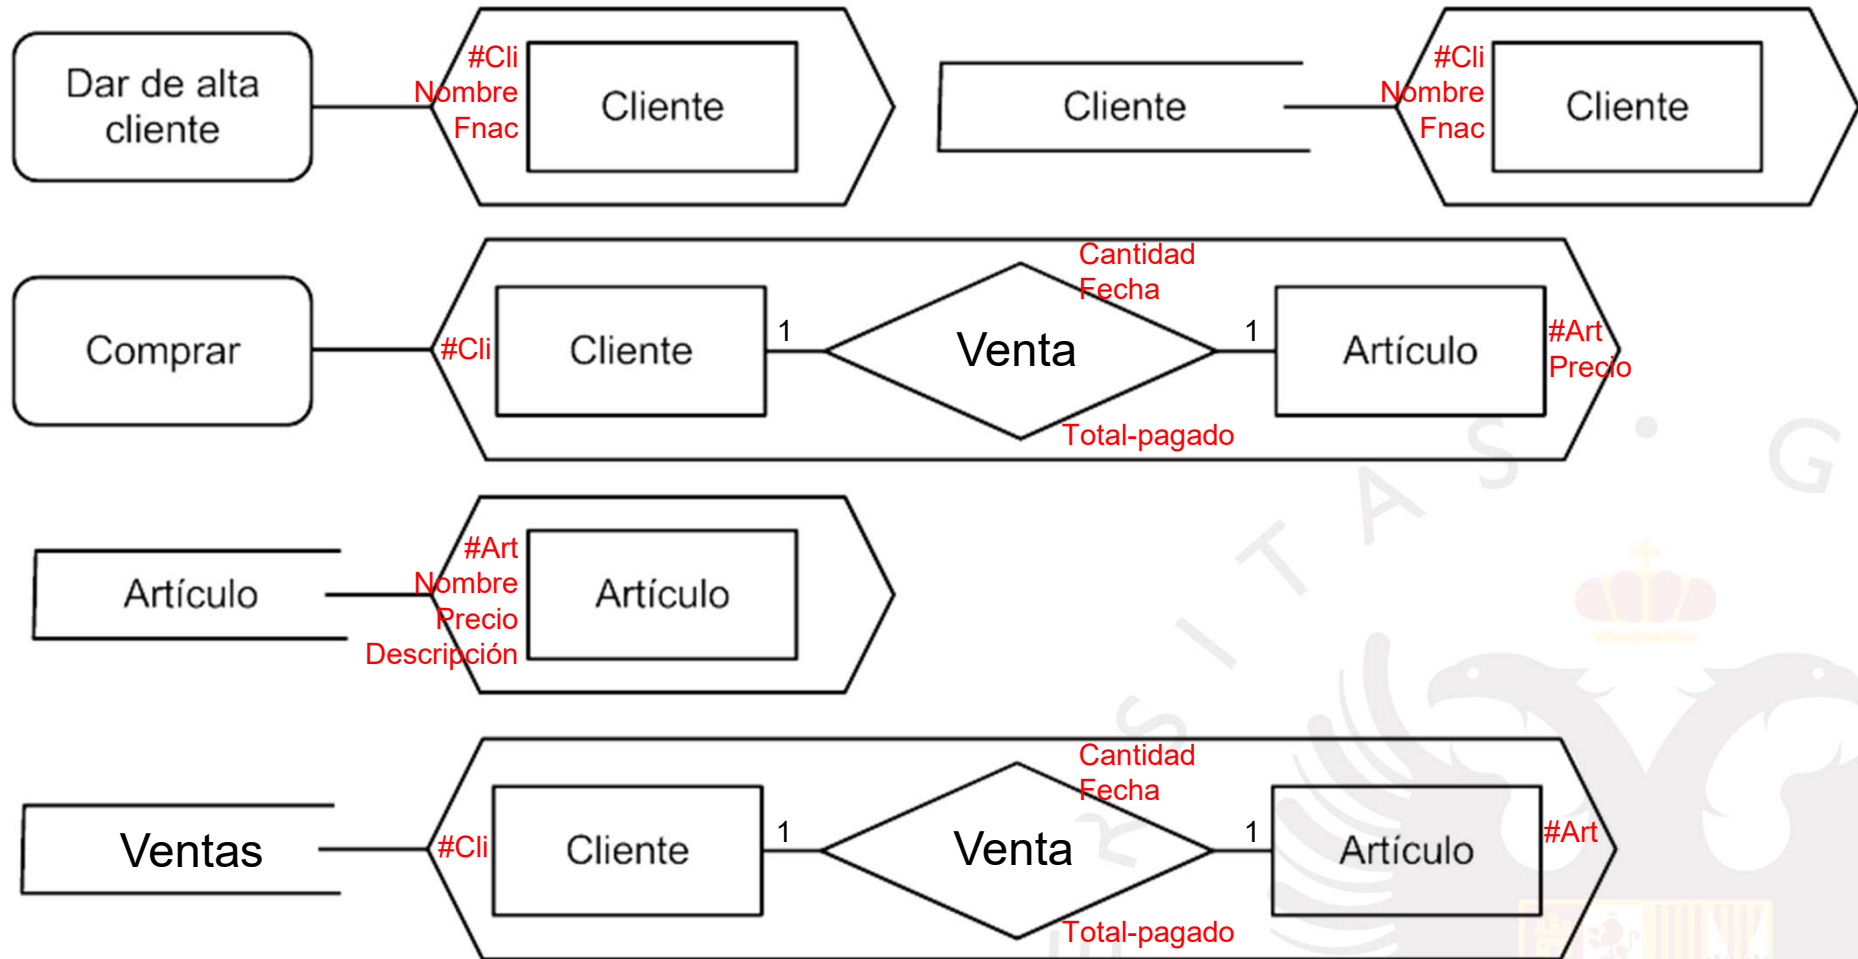 Dar de alta
cliente
#Cli
Nombre
Fnac
Cliente
Cliente
#Cli
Nombre
Fnac
Cliente
Comprar
#Cli
Cliente
1
Cantidad
Fecha
Venta
Total-pagado
1
Artículo
#Art
Precio
Artículo
#Art
Nombre
Precio
Descripción
Artículo
Ventas
#Cli
Cliente
1
Cantidad
Fecha
Venta
Total-pagado
1
Artículo
#Art
RSITAS · G